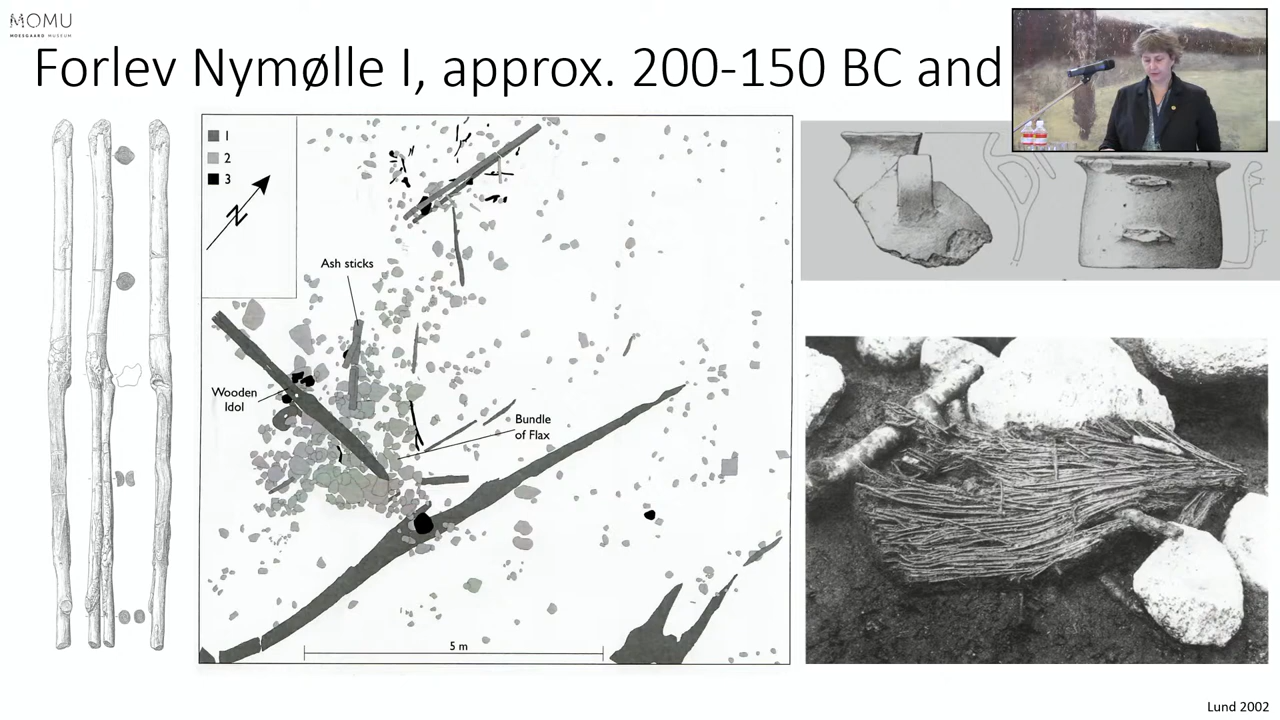 MOMU
MOESGAARD MUSEUM
Forlev Nymølle I, approx. 200-150 BC and
1
2
3
N
Ash sticks
Wooden
Idol
Bundle
of Flax
5 m
Lund 2002